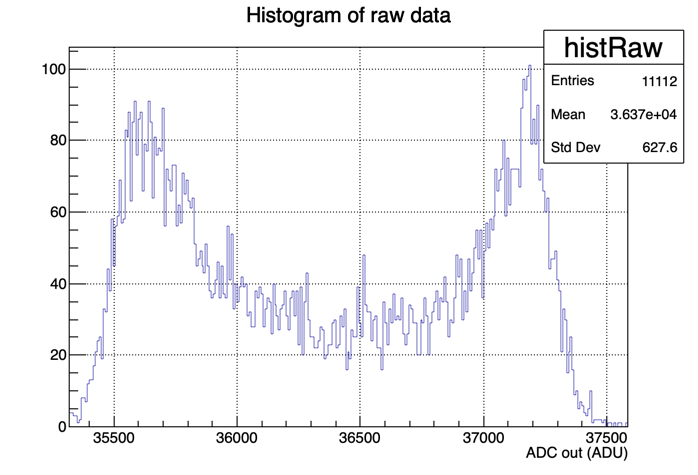 Histogram of raw data
histRaw
Entries 11112
Mean 3.637e+04
Std Dev 627.6
100
80
60
40
20
0
35500 36000 36500 37000 37500
ADC out (ADU)